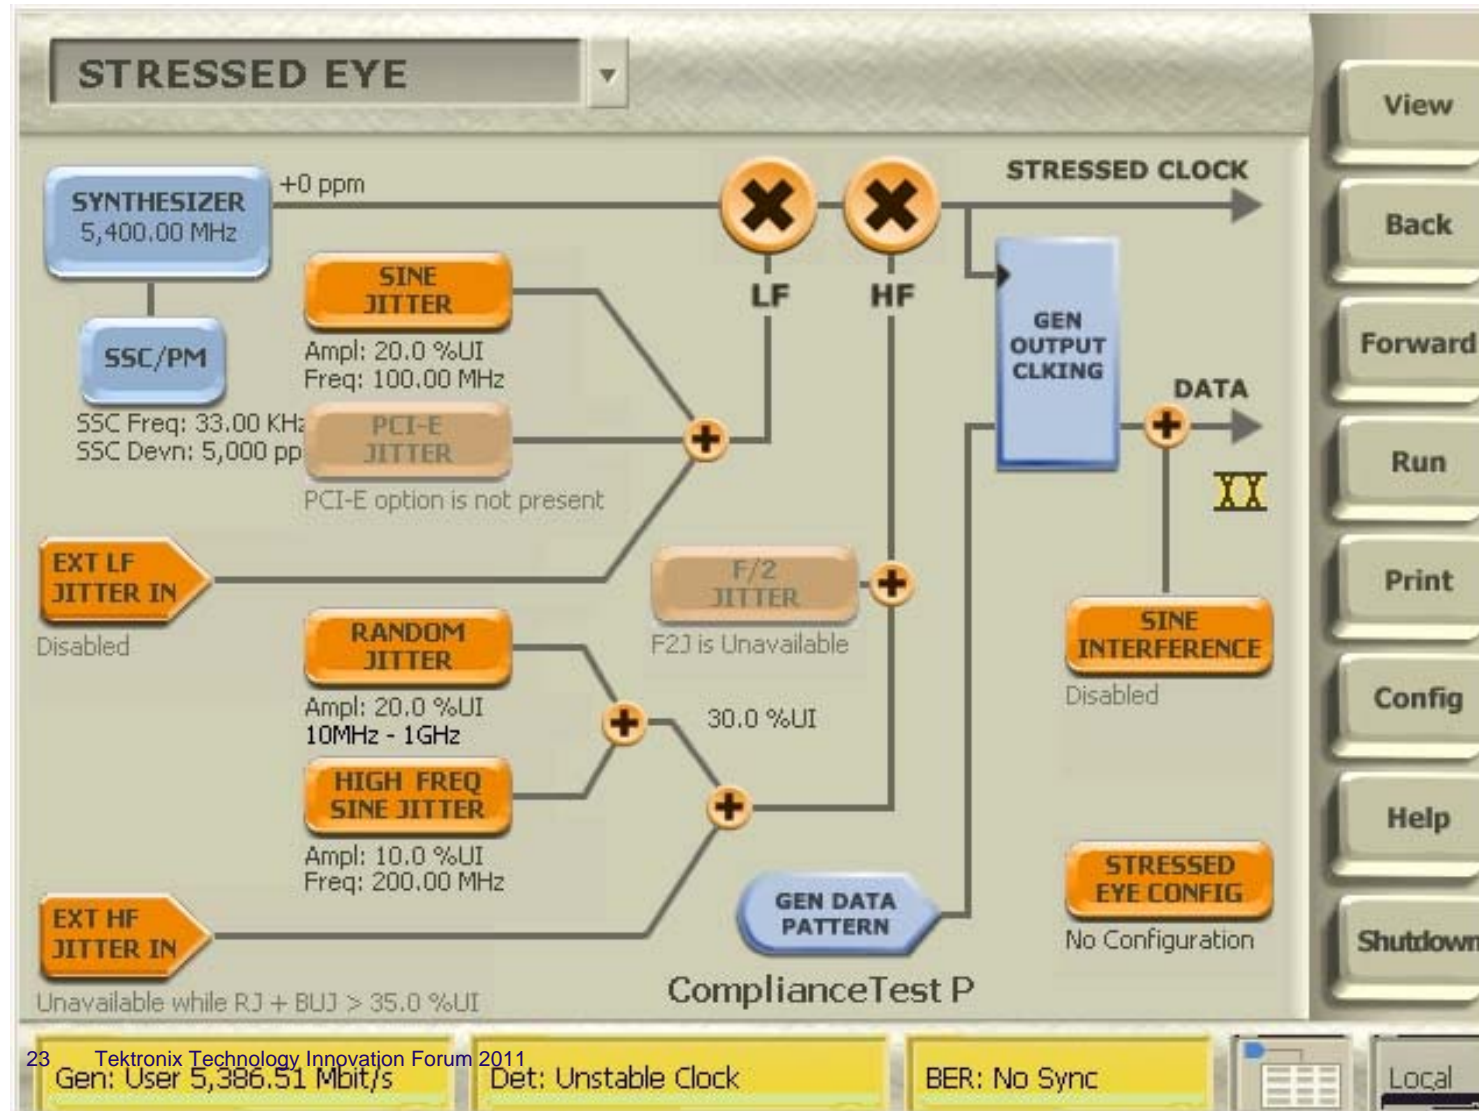 STRESSED EYE
View
Back
Forward
Run
Print
Config
Help
Shutdown
SYNTHESIZER
5,400.00 MHz
+0 ppm
STRESSED CLOCK
SSC/PM
SSC Freq: 33.00 KHz
SSC Devn: 5,000 pp
SINE
JITTER
Ampl: 20.0 %UI
Freq: 100.00 MHz
PCI-E
JITTER
PCI-E option is not present
LF
HF
GEN
OUTPUT
CLKING
DATA
EXT LF
JITTER IN
Disabled
F/2
JITTER
F2J is Unavailable
SINE
INTERFERENCE
Disabled
RANDOM
JITTER
Ampl: 20.0 %UI
10MHz - 1GHz
30.0 %UI
HIGH FREQ
SINE JITTER
Ampl: 10.0 %UI
Freq: 200.00 MHz
EXT HF
JITTER IN
Unavailable while RJ + BUJ > 35.0 %UI
GEN DATA
PATTERN
ComplianceTest P
STRESSED
EYE CONFIG
No Configuration
23 Tektronix Technology Innovation Forum 2011
Gen: User 5,386.51 Mbit/s
Det: Unstable Clock
BER: No Sync
Local